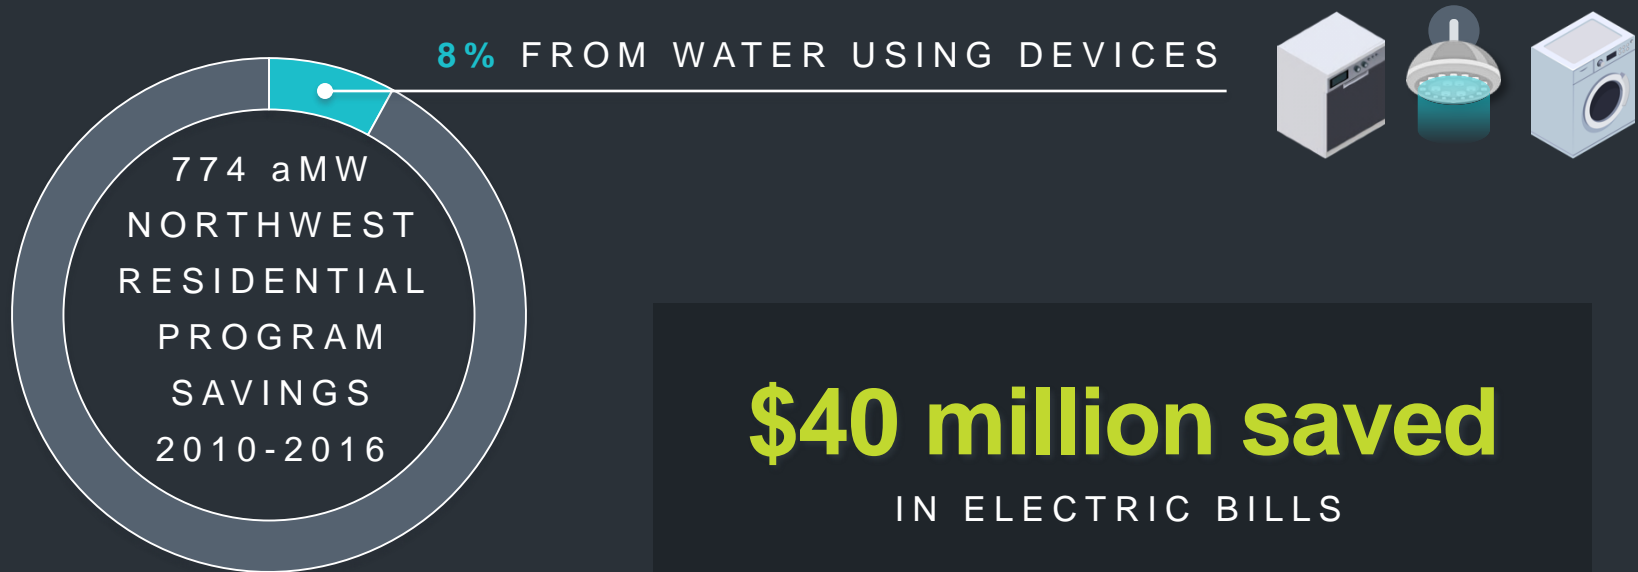 8% FROM WATER USING DEVICES
774 aMW
NORTHWEST
RESIDENTIAL
PROGRAM
SAVINGS
2010-2016
$40 million saved
IN ELECTRIC BILLS